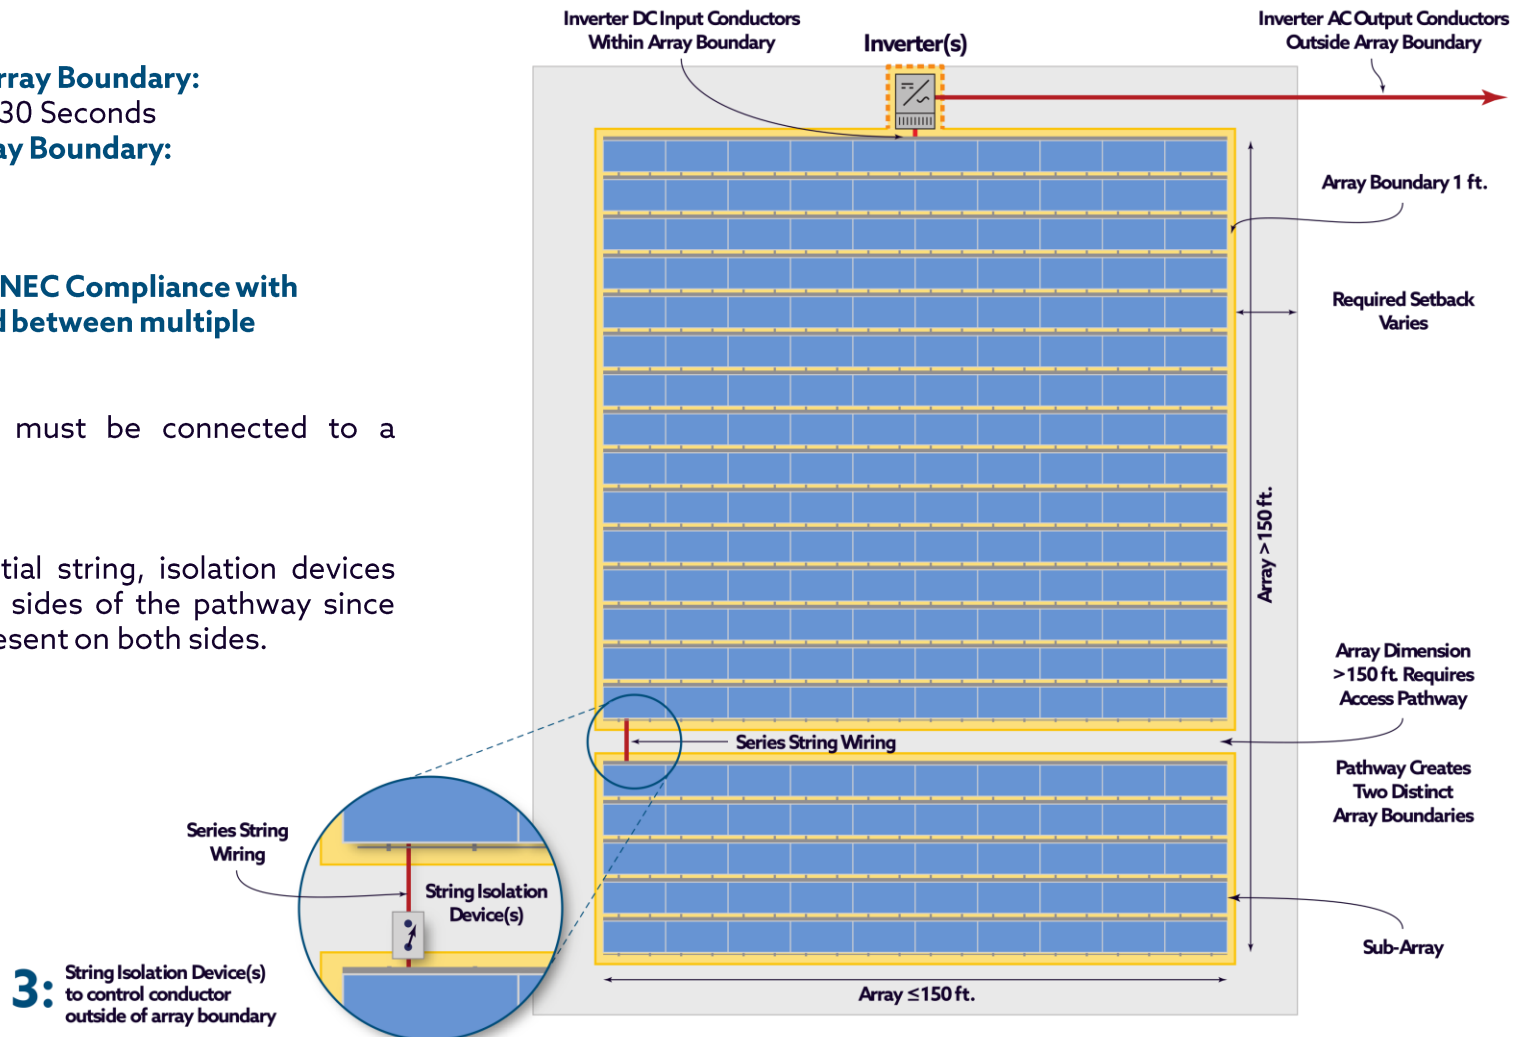 rray Boundary:
30 Seconds
ay Boundary:
NEC Compliance with
d between multiple
must be connected to a
tial string, isolation devices
sides of the pathway since
esent on both sides.
Inverter DC Input Conductors
Within Array Boundary
Inverter(s)
Inverter AC Output Conductors
Outside Array Boundary
Array Boundary 1 ft.
Required Setback
Varies
Array >150 ft.
Array Dimension
>150 ft. Requires
Access Pathway
Series String Wiring
Pathway Creates
Two Distinct
Array Boundaries
Series String
Wiring
String Isolation
Device(s)
Sub-Array
3: String Isolation Device(s)
to control conductor
outside of array boundary
Array ≤150 ft.